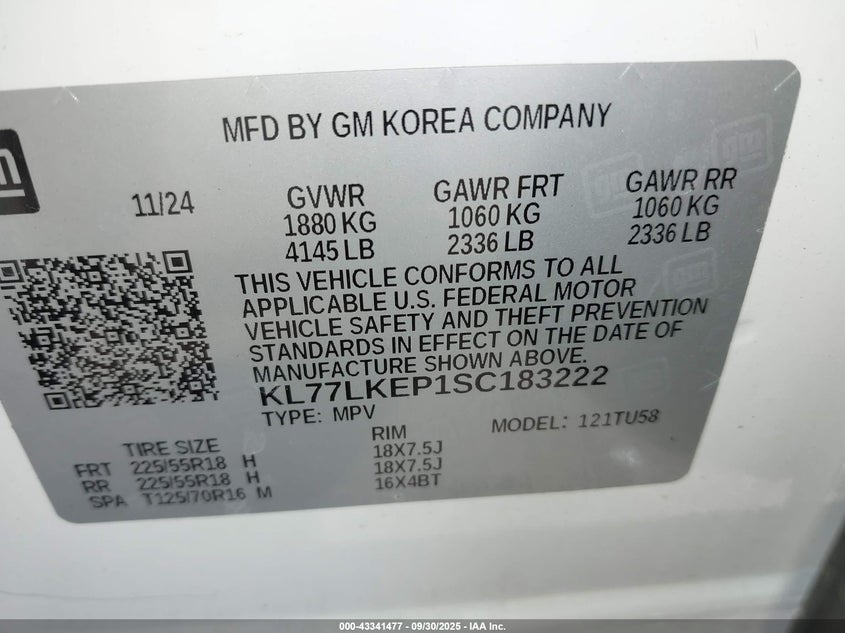 MFD BY GM KOREA COMPANY
11/24
GVWR
1880 KG
4145 LB
GAWR FRT
1060 KG
2336 LB
GAWR RR
1060 KG
2336 LB
THIS VEHICLE CONFORMS TO ALL
APPLICABLE U.S. FEDERAL MOTOR
VEHICLE SAFETY AND THEFT PREVENTION
STANDARDS IN EFFECT ON THE DATE OF
MANUFACTURE SHOWN ABOVE.
KL77LKEP1SC183222
TYPE: MPV
MODEL: 121TU58
TIRE SIZE RIM
FRT 225/55R18 H 18X7.5J
RR 225/55R18 H 18X7.5J
SPA T125/70R16 M 16X4BT
gm
gm
gm
000-43341477 - 09/30/2025 - IAA Inc.